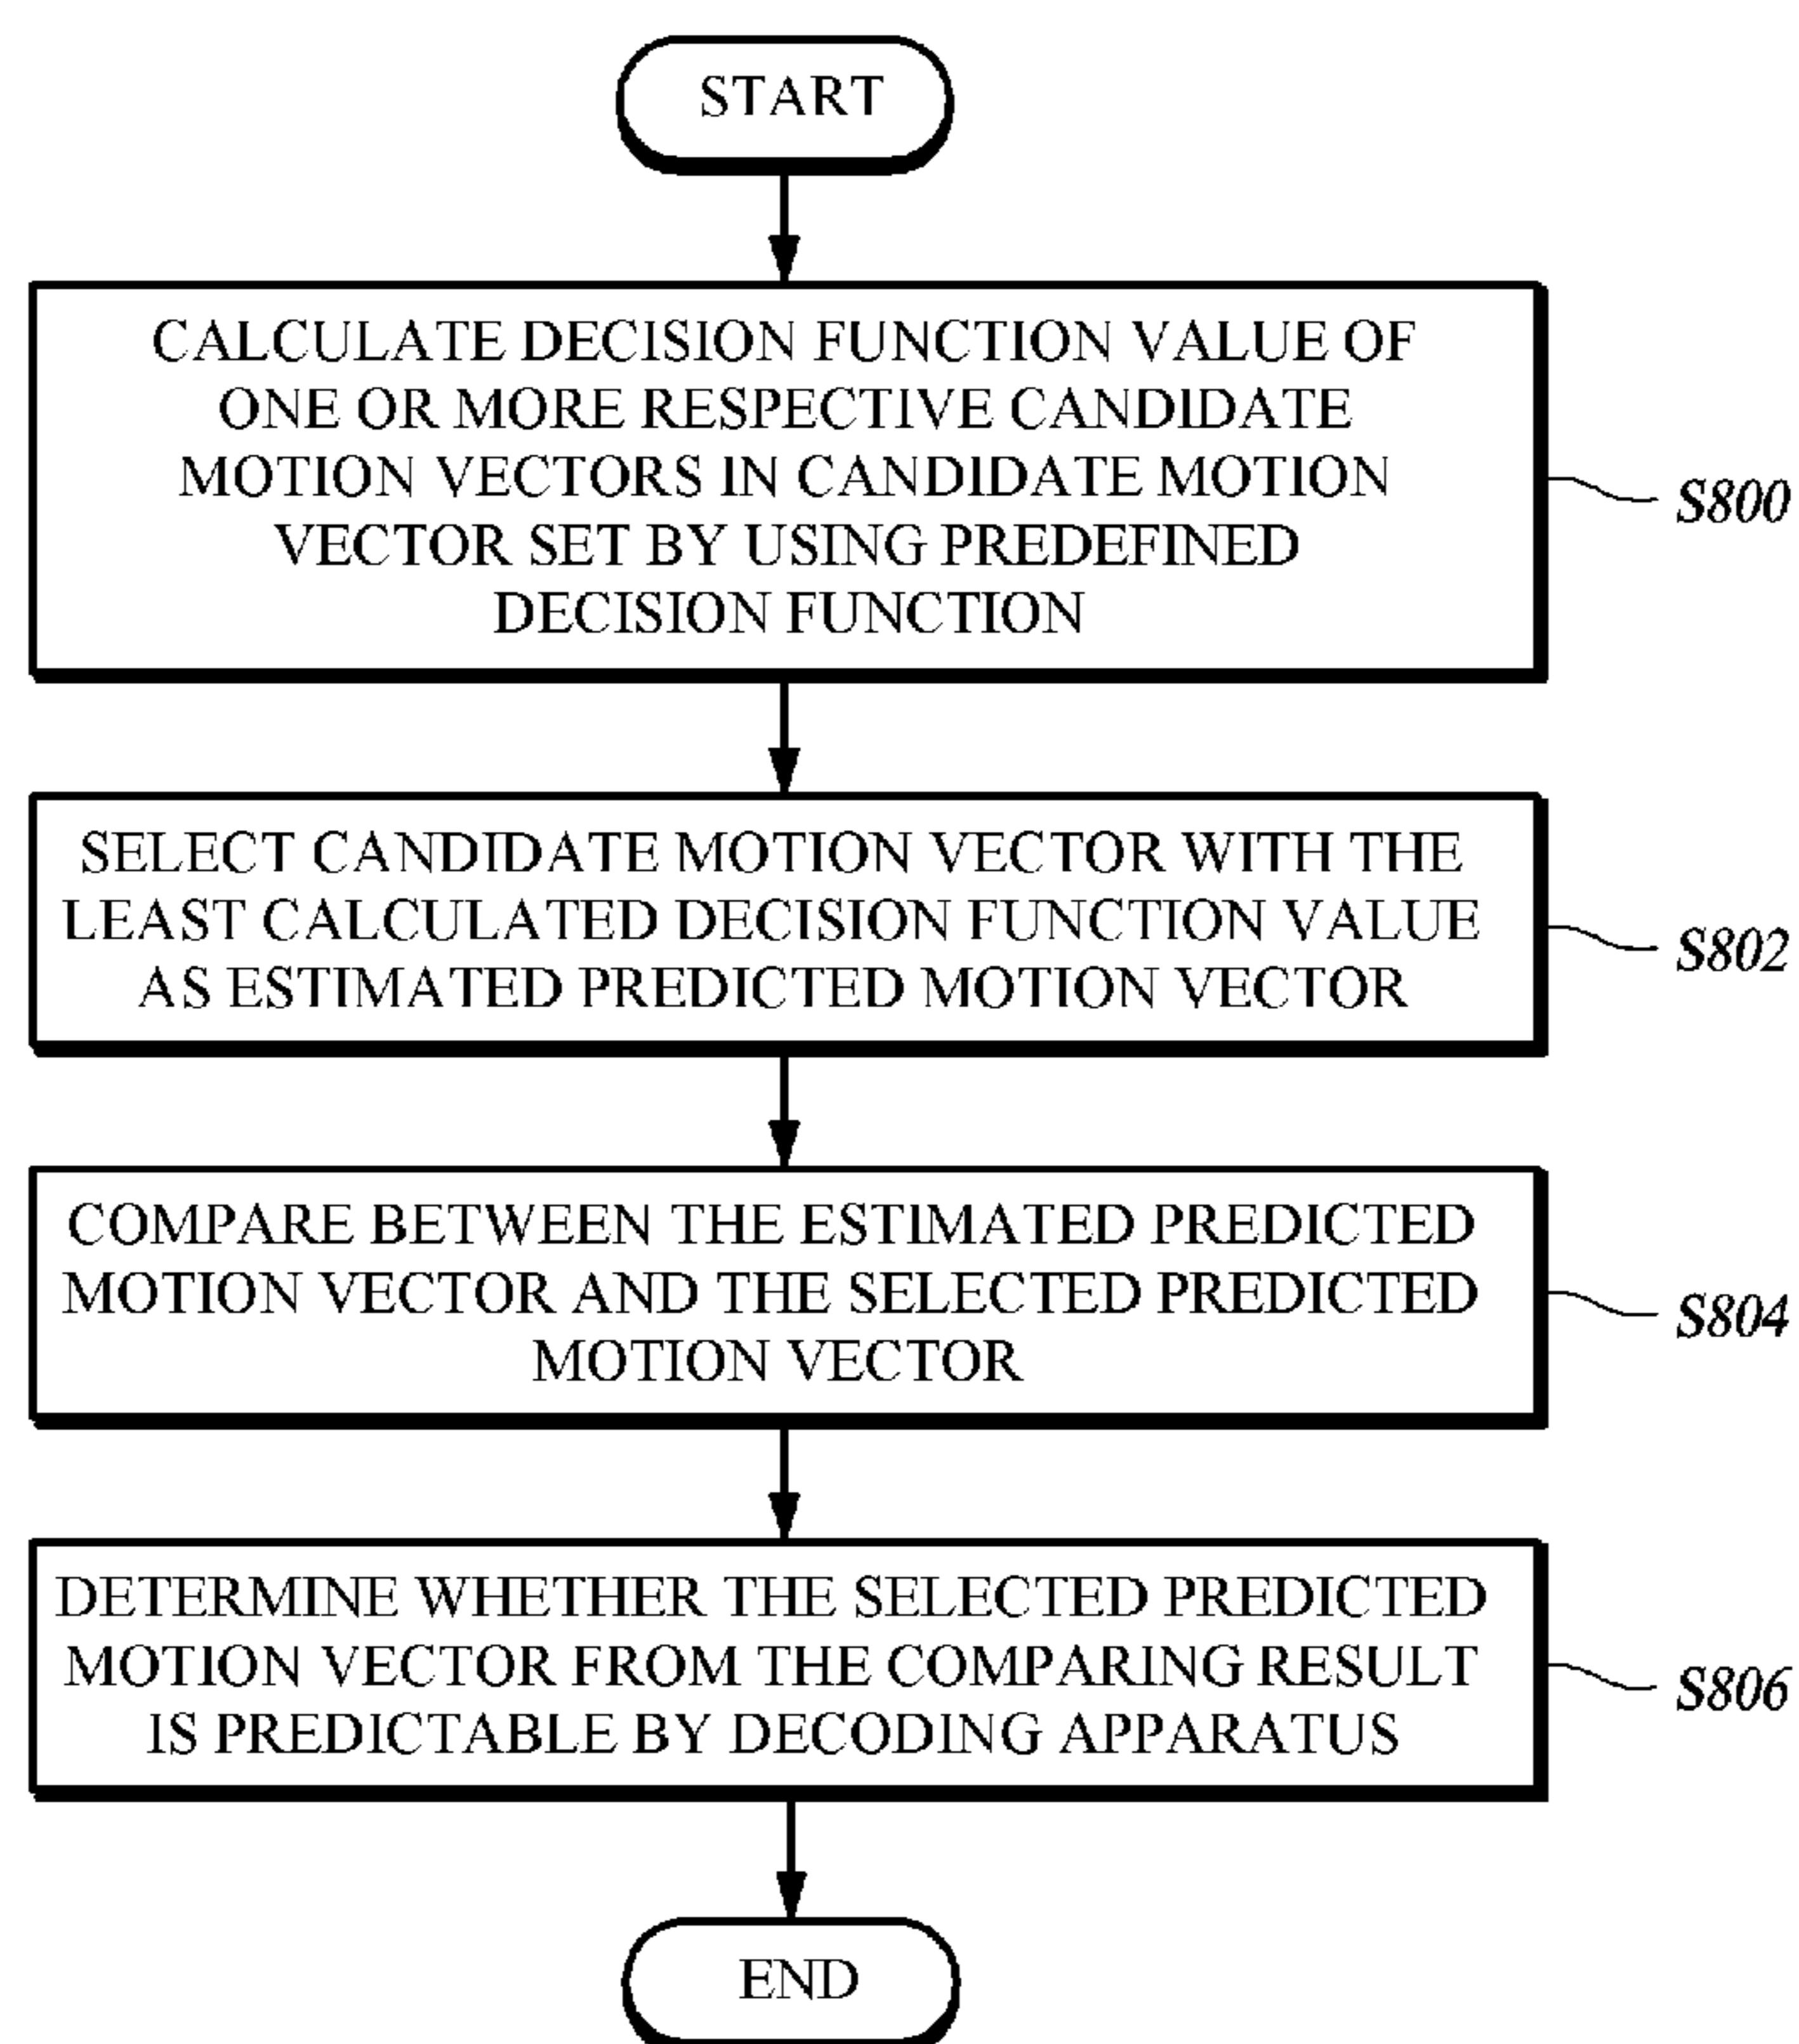 START
CALCULATE DECISION FUNCTION VALUE OF
ONE OR MORE RESPECTIVE CANDIDATE
MOTION VECTORS IN CANDIDATE MOTION
VECTOR SET BY USING PREDEFINED
DECISION FUNCTION
S800
SELECT CANDIDATE MOTION VECTOR WITH THE
LEAST CALCULATED DECISION FUNCTION VALUE
AS ESTIMATED PREDICTED MOTION VECTOR
S802
COMPARE BETWEEN THE ESTIMATED PREDICTED
MOTION VECTOR AND THE SELECTED PREDICTED
MOTION VECTOR
S804
DETERMINE WHETHER THE SELECTED PREDICTED
MOTION VECTOR FROM THE COMPARING RESULT
IS PREDICTABLE BY DECODING APPARATUS
S806
END